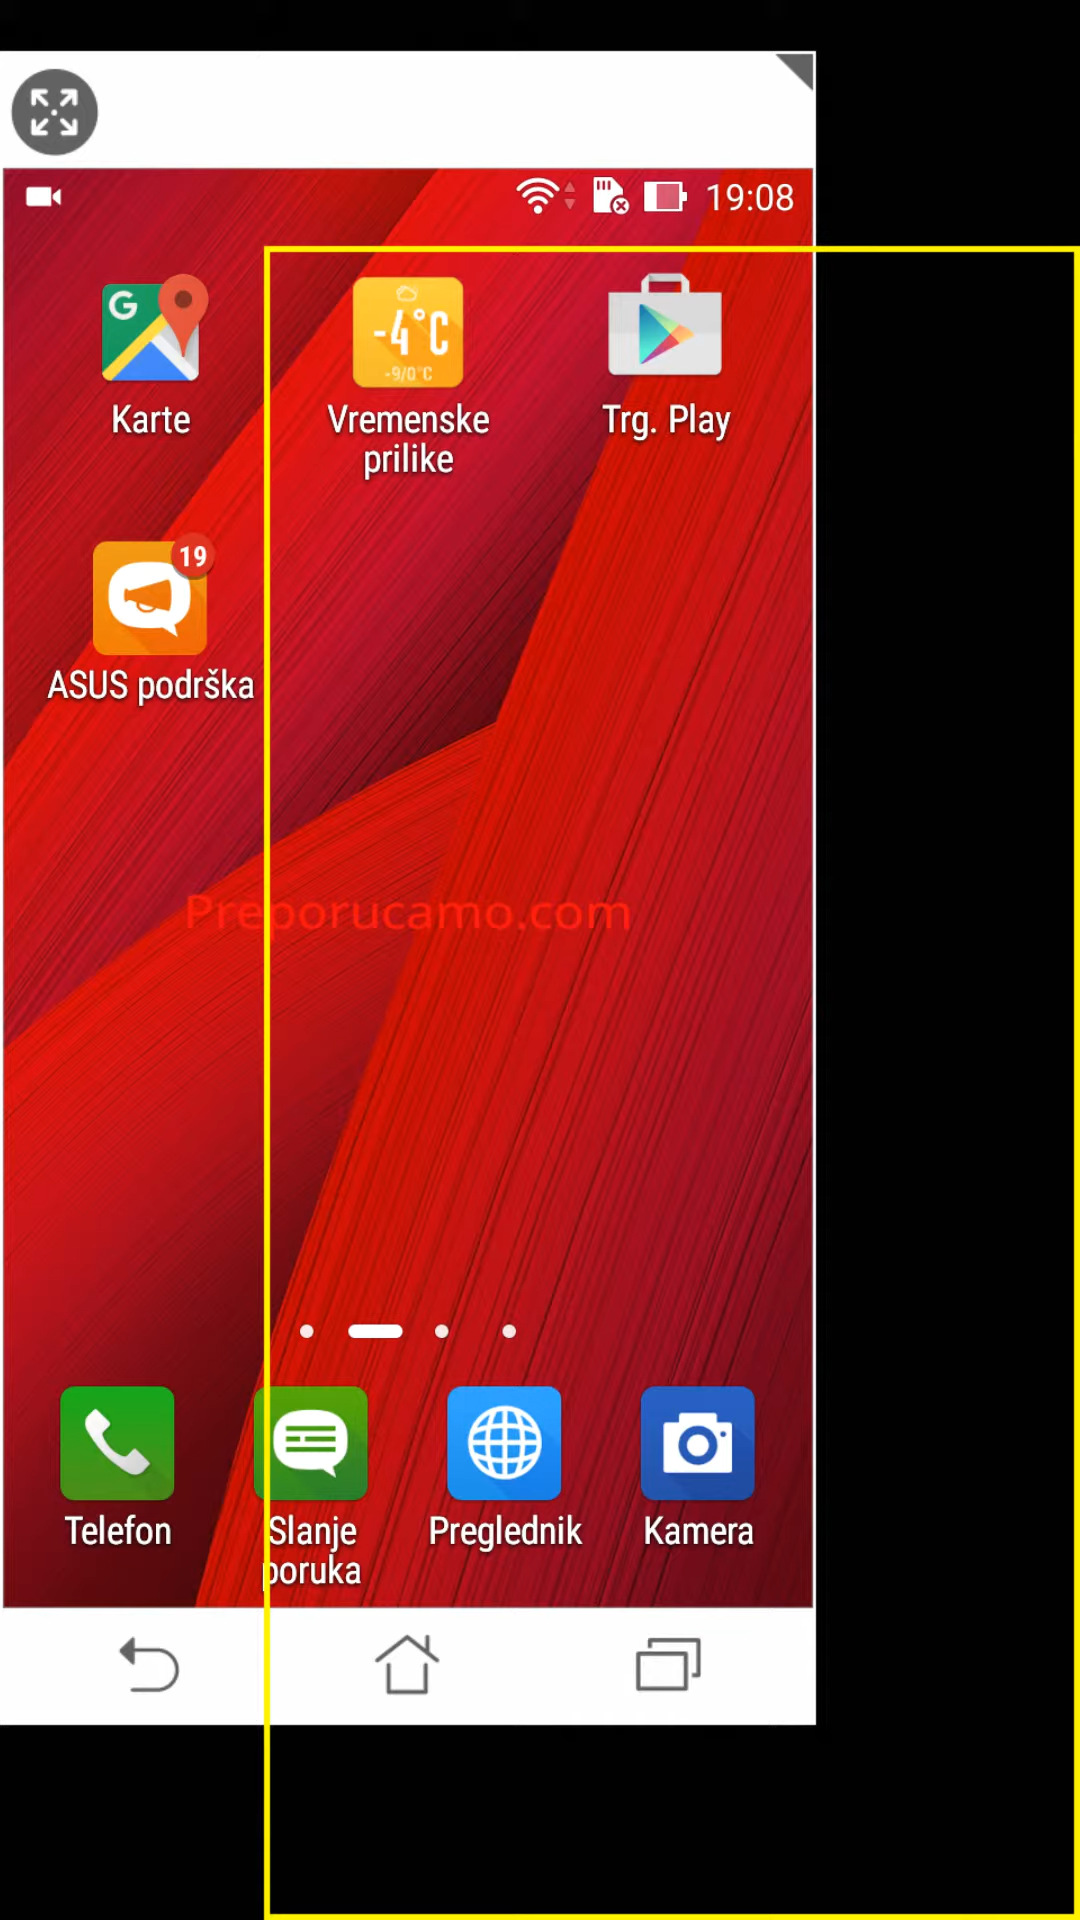 19:08
G
-4°C
-9/0°C
Karte
Vremenske
prilike
Trg. Play
19
ASUS podrška
Preporucamo.com
Telefon
Slanje
poruka
Preglednik
Kamera